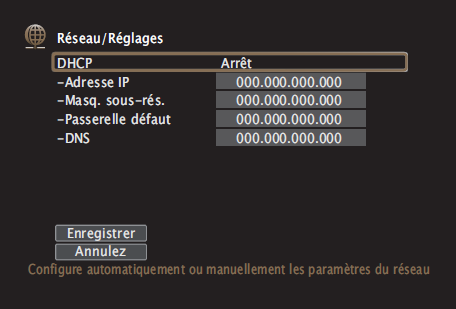 Réseau/Réglages
DHCP Arrêt
-Adresse IP 000.000.000.000
-Masq. sous-rés. 000.000.000.000
-Passerelle défaut 000.000.000.000
-DNS 000.000.000.000
Enregistrer
Annulez
Configure automatiquement ou manuellement les paramètres du réseau